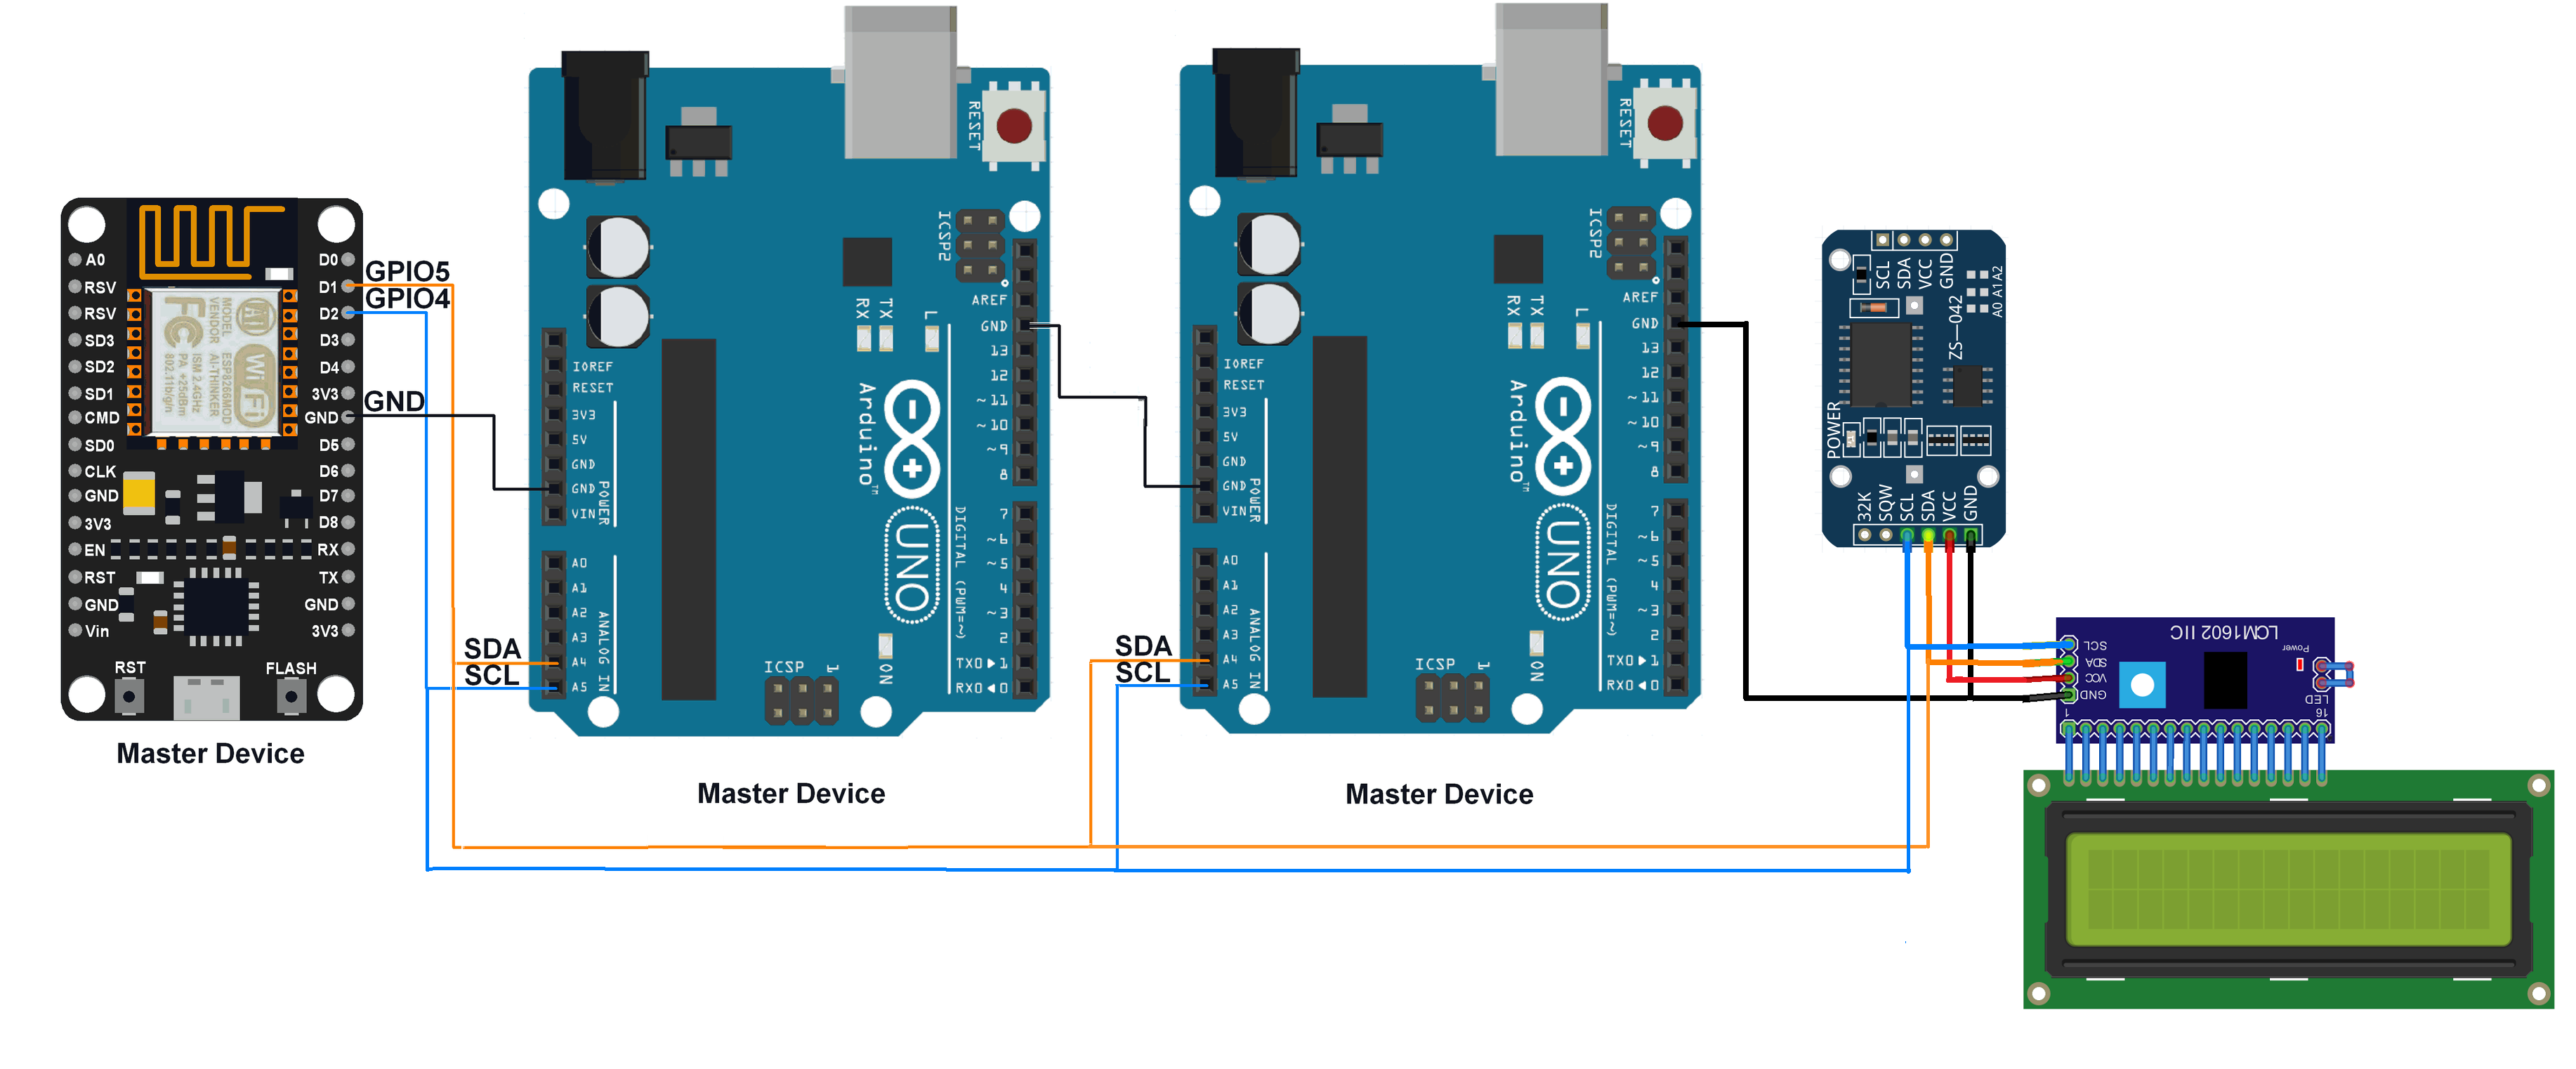 A0
RSV
RSV
SD3
SD2
SD1
CMD
SD0
CLK
GND
3V3
EN
RST
GND
Vin
D0
D1
D2
D3
D4
3V3
GND
D5
D6
D7
D8
RX
TX
GND
3V3
MODEL ESP8266MOD
VENDOR AI-THINKER
ISM 2.4GHz
PA +25dBm
802.11b/g/n
FC
WiFi
RST
FLASH
Master Device
GPIO5
GPIO4
GND
SDA
SCL
RESET
ICSP2
AREF
GND
13
12
~11
~10
~9
8
7
~6
~5
4
~3
2
TX0▶1
RX0◀0
DIGITAL (PWM=~)
RX
TX
L
Arduino™
UNO
ON
ICSP
1
IOREF
RESET
3V3
5V
GND
GND
VIN
POWER
A0
A1
A2
A3
A4
A5
ANALOG IN
Master Device
SDA
SCL
RESET
ICSP2
AREF
GND
13
12
~11
~10
~9
8
7
~6
~5
4
~3
2
TX0▶1
RX0◀0
DIGITAL (PWM=~)
RX
TX
L
Arduino™
UNO
ON
ICSP
1
IOREF
RESET
3V3
5V
GND
GND
VIN
POWER
A0
A1
A2
A3
A4
A5
ANALOG IN
Master Device
SCL
SDA
VCC
GND
A0 A1 A2
ZS-042
POWER
32K
SQW
SCL
SDA
VCC
GND
LCM1602 IIC
SCL
SDA
VCC
GND
Power
LED
1
16